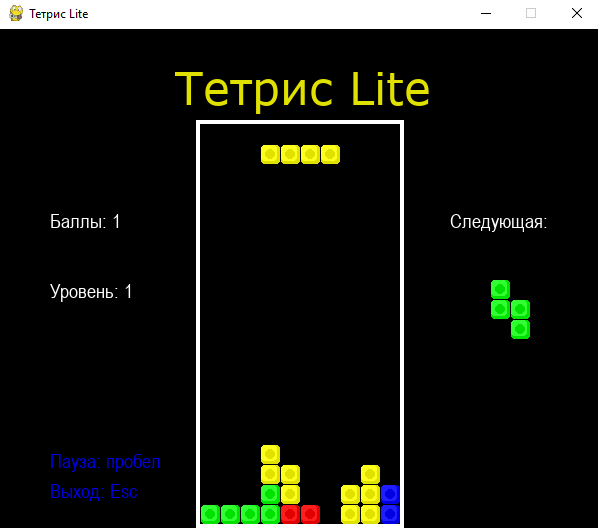 Тетрис Lite
Тетрис Lite
Баллы: 1
Следующая:
Уровень: 1
Пауза: пробел
Выход: Esc